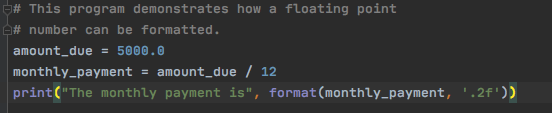 # This program demonstrates how a floating point
# number can be formatted.
amount_due = 5000.0
monthly_payment = amount_due / 12
print("The monthly payment is", format(monthly_payment, '.2f'))